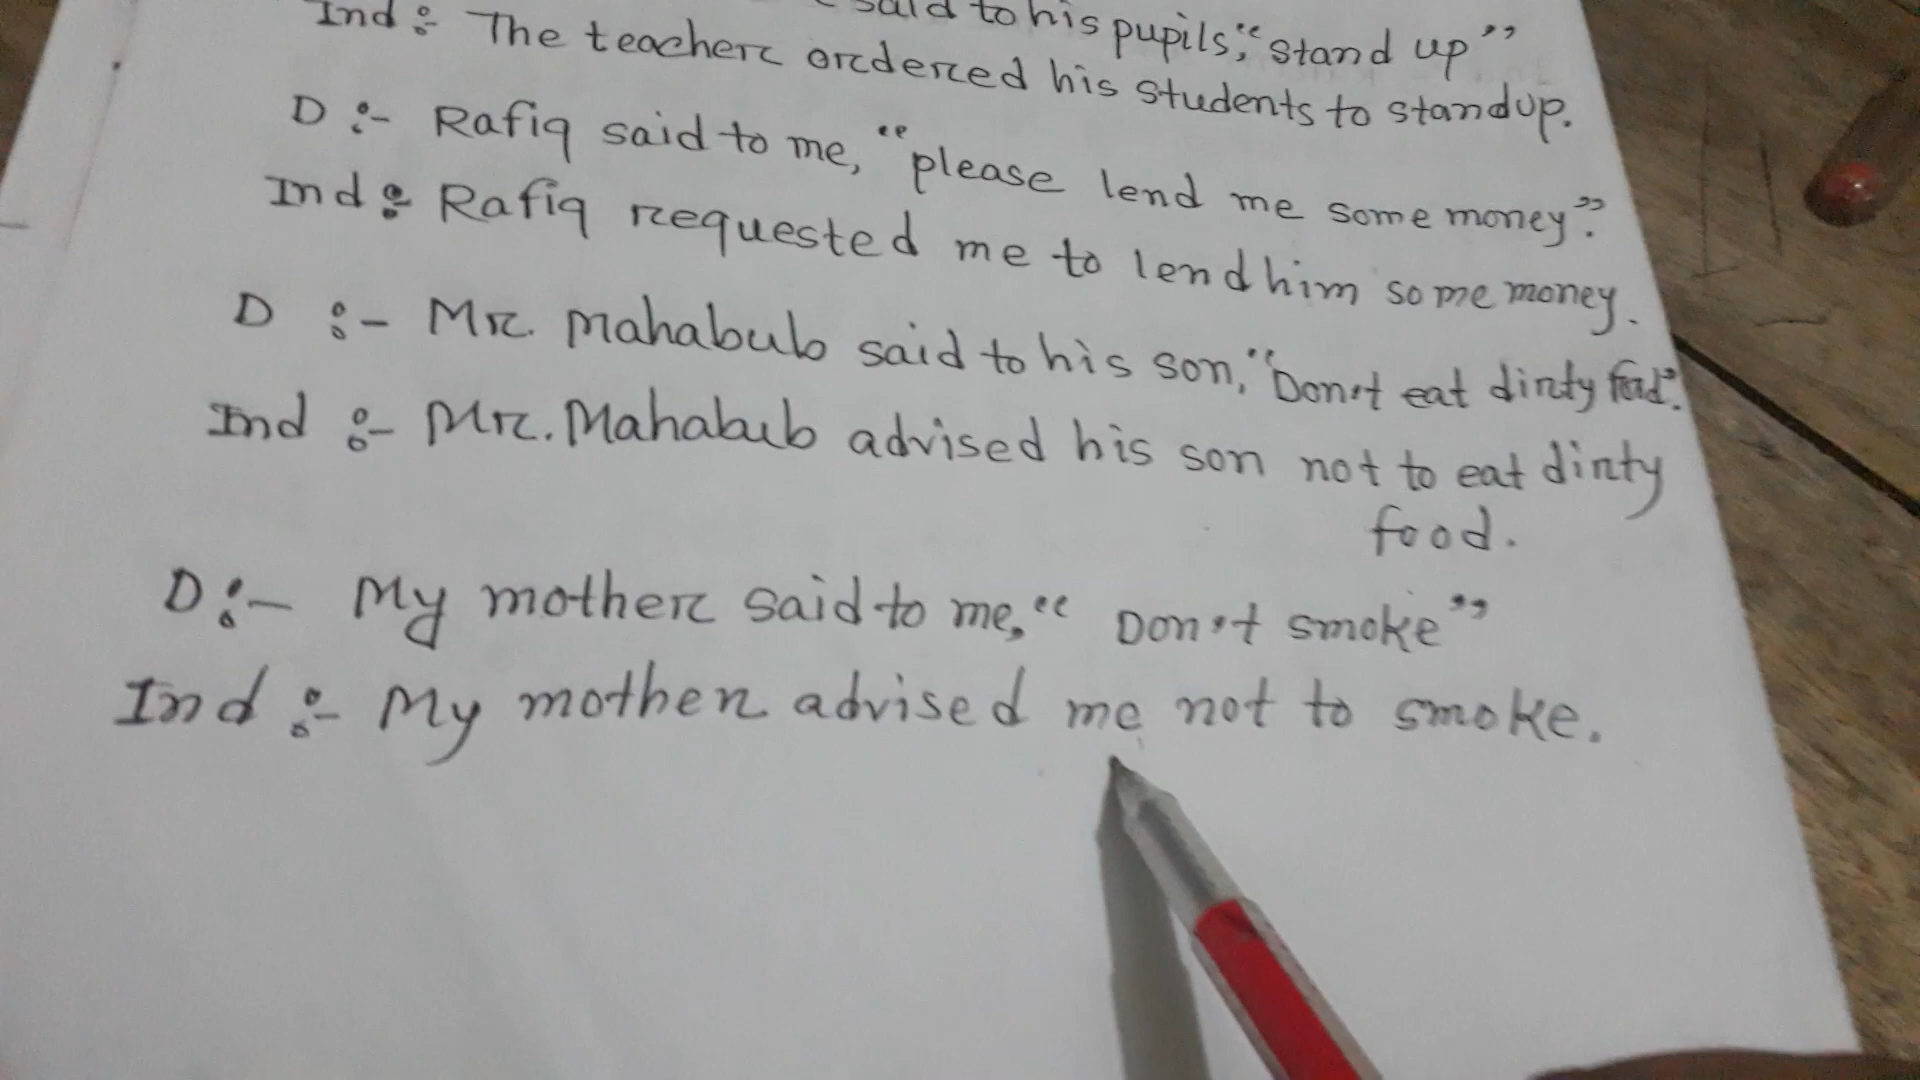 said to his pupils, "stand up"
Ind :- The teacher ordered his students to standup.
D :- Rafiq said to me, "please lend me some money".
Ind :- Rafiq requested me to lend him some money.
D :- Mr. Mahabub said to his son, "Don't eat dirty food".
Ind :- Mr. Mahabub advised his son not to eat dirty
food.
D :- My mother said to me, "Don't smoke"
Ind :- My mother advised me not to smoke.